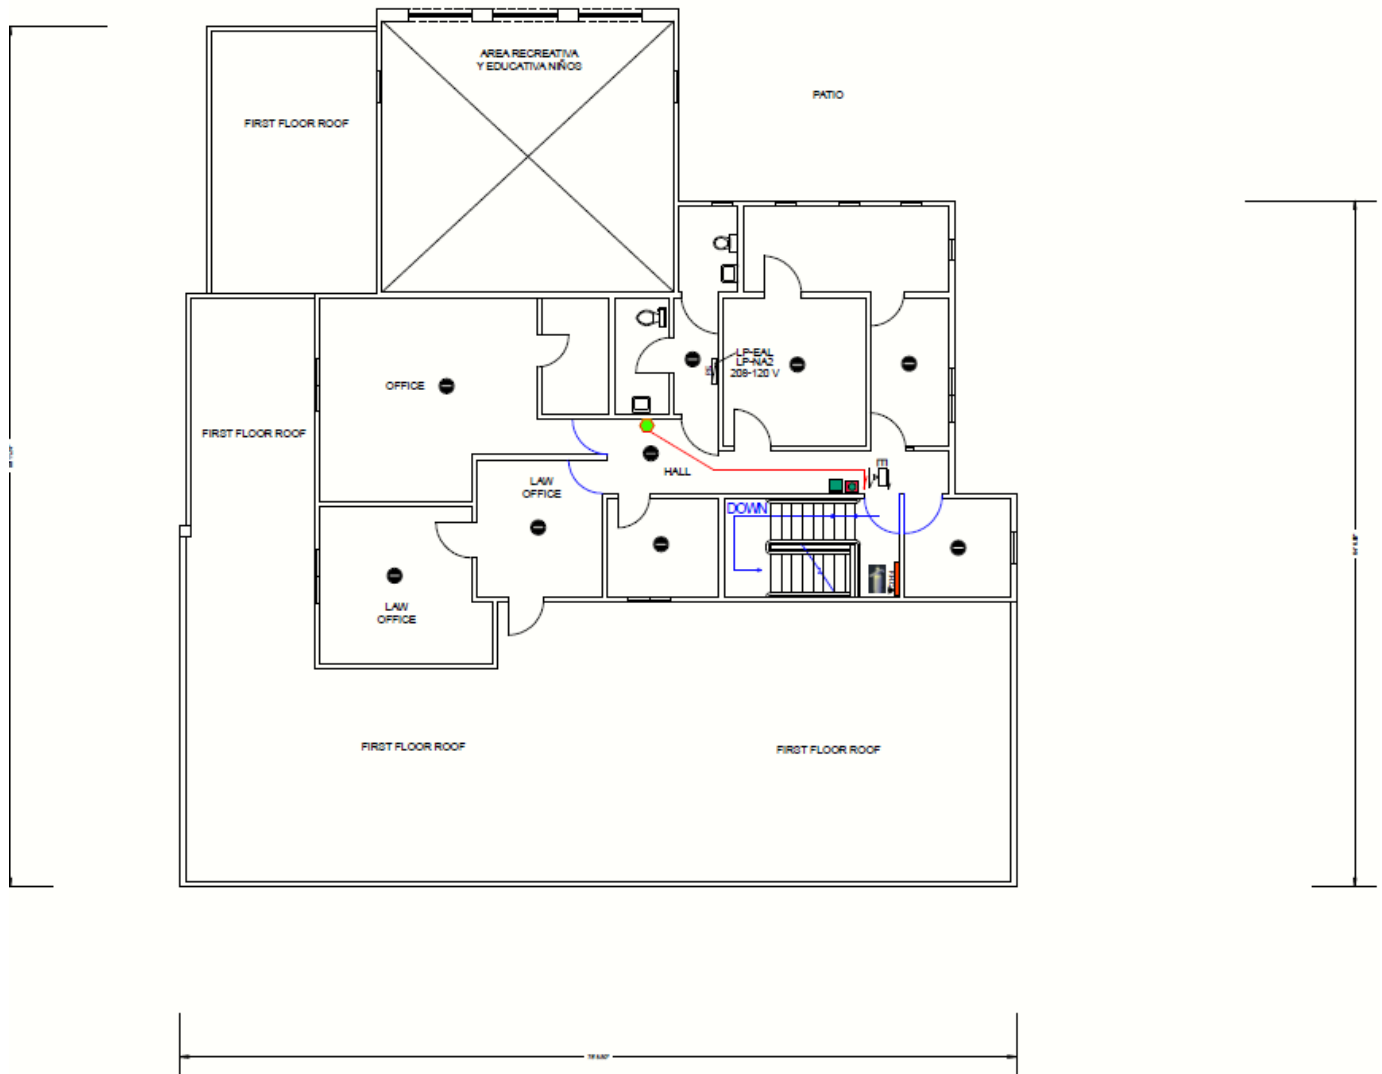 AREA RECREATIVA
Y EDUCATIVA NIÑOS
PATIO
FIRST FLOOR ROOF
LP-EAL
LP-NA2
208-120 V
OFFICE
FIRST FLOOR ROOF
HALL
LAW
OFFICE
DOWN
LAW
OFFICE
FIRST FLOOR ROOF
FIRST FLOOR ROOF